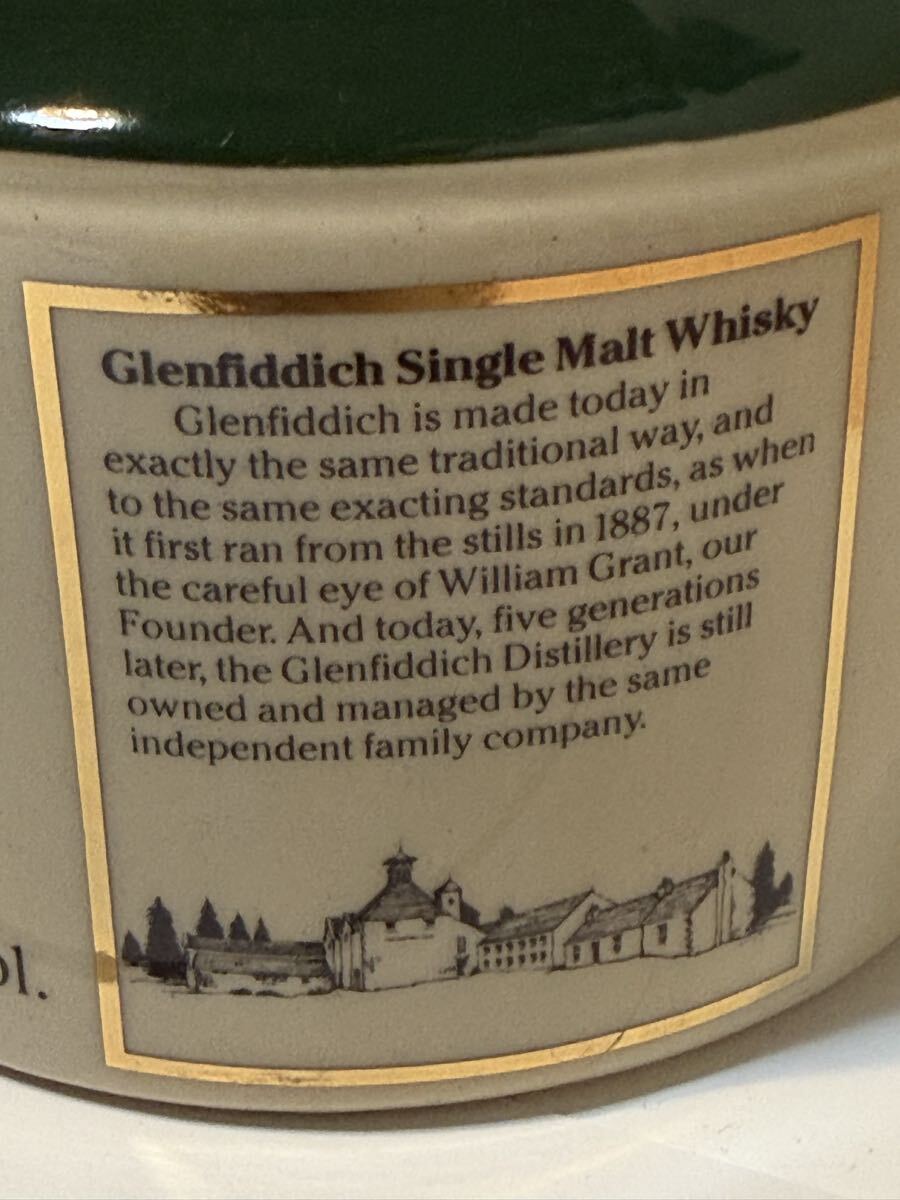 Glenfiddich Single Malt Whisky
Glenfiddich is made today in
exactly the same traditional way, and
to the same exacting standards, as when
it first ran from the stills in 1887, under
the careful eye of William Grant, our
Founder. And today, five generations
later, the Glenfiddich Distillery is still
owned and managed by the same
independent family company.